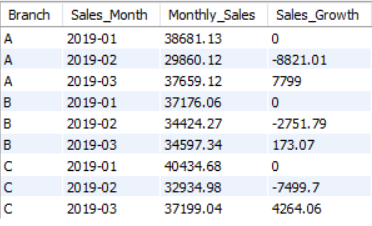 Branch Sales_Month Monthly_Sales Sales_Growth
A 2019-01 38681.13 0
A 2019-02 29860.12 -8821.01
A 2019-03 37659.12 7799
B 2019-01 37176.06 0
B 2019-02 34424.27 -2751.79
B 2019-03 34597.34 173.07
C 2019-01 40434.68 0
C 2019-02 32934.98 -7499.7
C 2019-03 37199.04 4264.06